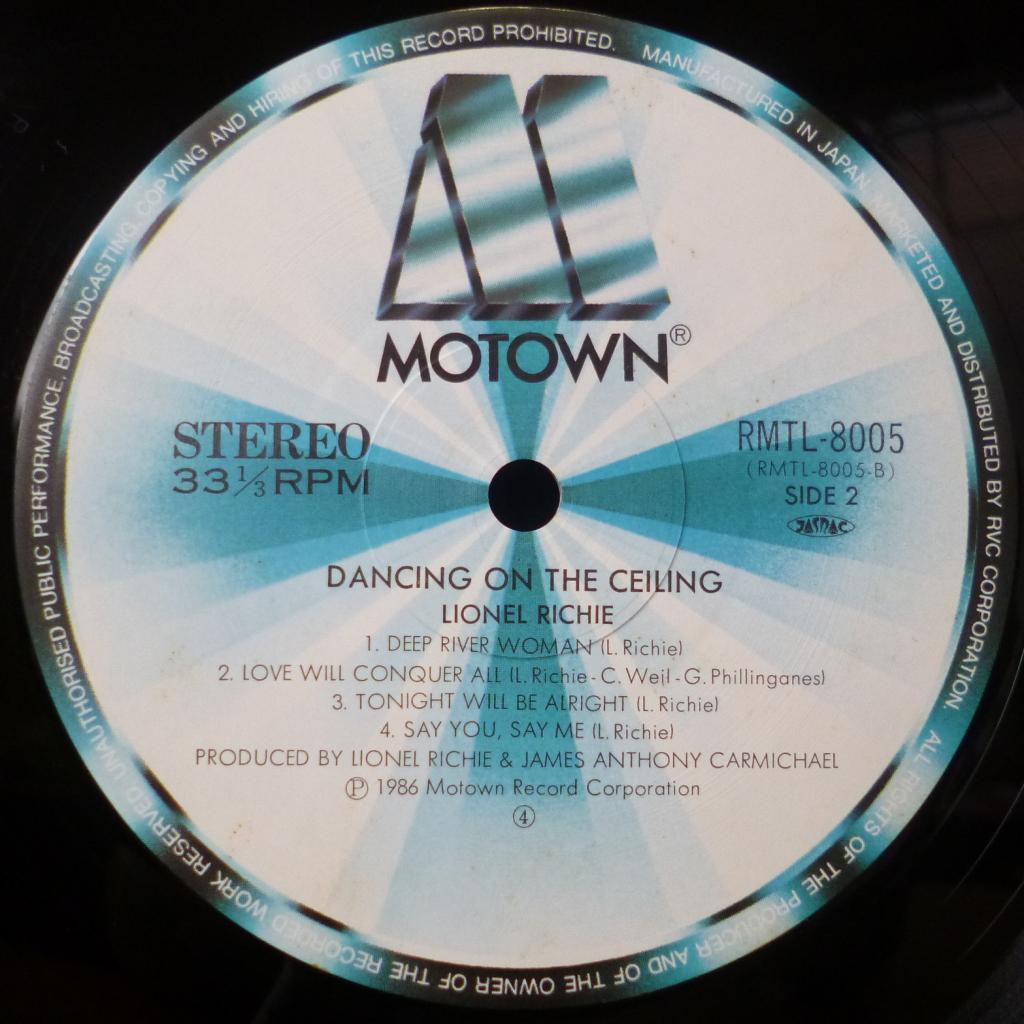 MANUFACTURED IN JAPAN, MARKETED AND DISTRIBUTED BY RVC CORPORATION. ALL RIGHTS OF THE PRODUCER AND OF THE OWNER OF THE RECORDED WORK RESERVED. UNAUTHORISED PUBLIC PERFORMANCE, BROADCASTING, COPYING AND HIRING OF THIS RECORD PROHIBITED.
MOTOWN®
STEREO
33 1/3 RPM
RMTL-8005
(RMTL-8005-B)
SIDE 2
JASRAC
DANCING ON THE CEILING
LIONEL RICHIE
1. DEEP RIVER WOMAN (L. Richie)
2. LOVE WILL CONQUER ALL (L. Richie - C. Weil - G. Phillinganes)
3. TONIGHT WILL BE ALRIGHT (L. Richie)
4. SAY YOU, SAY ME (L. Richie)
PRODUCED BY LIONEL RICHIE & JAMES ANTHONY CARMICHAEL
℗ 1986 Motown Record Corporation
④